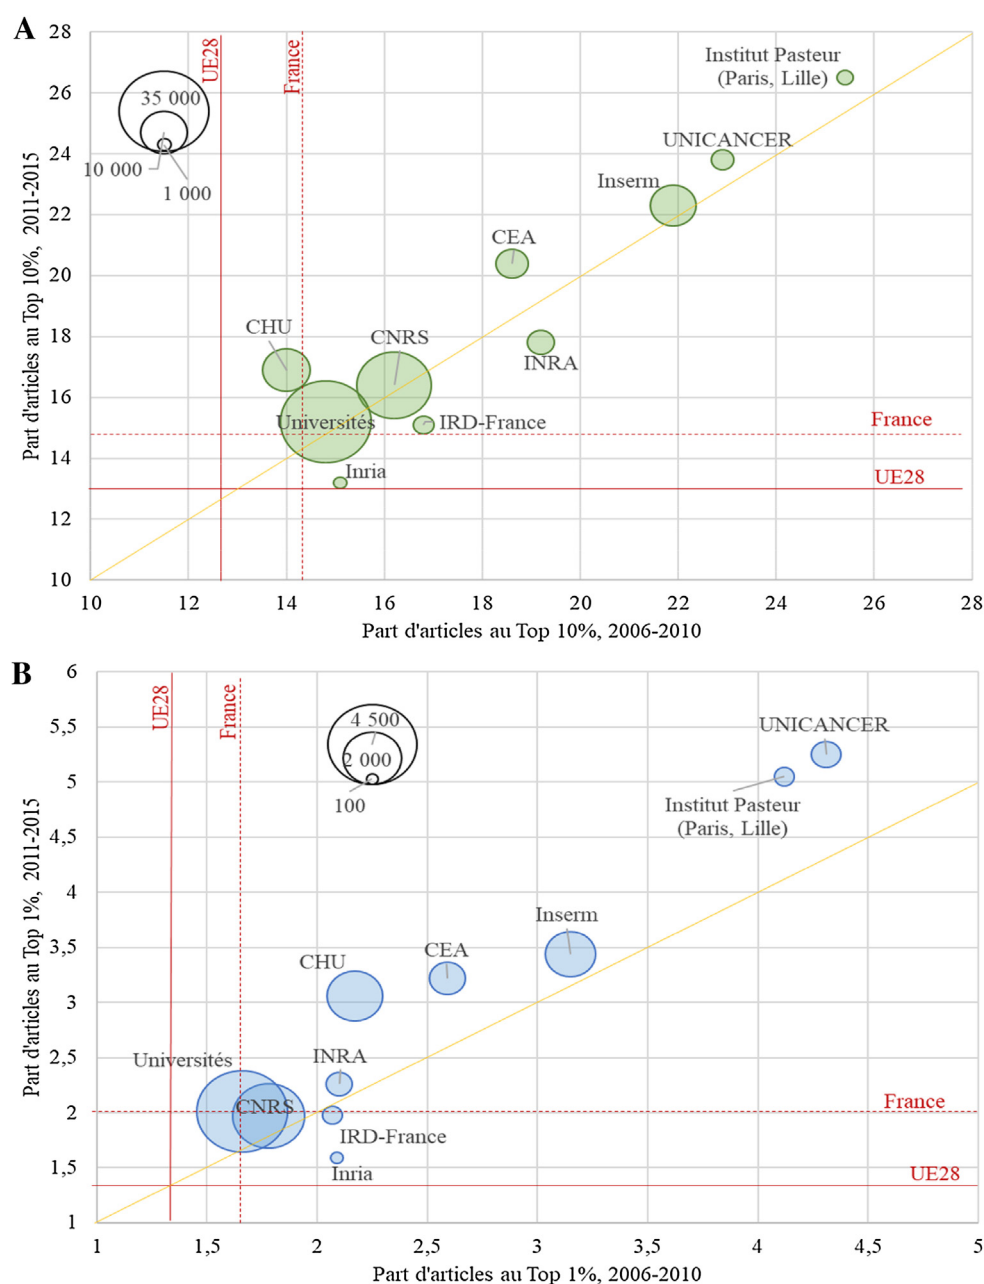 A
28
26
24
22
20
18
16
14
12
10
Part d'articles au Top 10%, 2011-2015
UE28
France
35 000
10 000
1 000
Institut Pasteur
(Paris, Lille)
UNICANCER
Inserm
CEA
CHU
CNRS
INRA
Universités
IRD-France
France
Inria
UE28
10
12
14
16
18
20
22
24
26
28
Part d'articles au Top 10%, 2006-2010
B
6
5,5
5
4,5
4
3,5
3
2,5
2
1,5
1
Part d'articles au Top 1%, 2011-2015
UE28
France
4 500
2 000
100
UNICANCER
Institut Pasteur
(Paris, Lille)
Inserm
CEA
CHU
INRA
Universités
CNRS
France
IRD-France
Inria
UE28
1
1,5
2
2,5
3
3,5
4
4,5
5
Part d'articles au Top 1%, 2006-2010